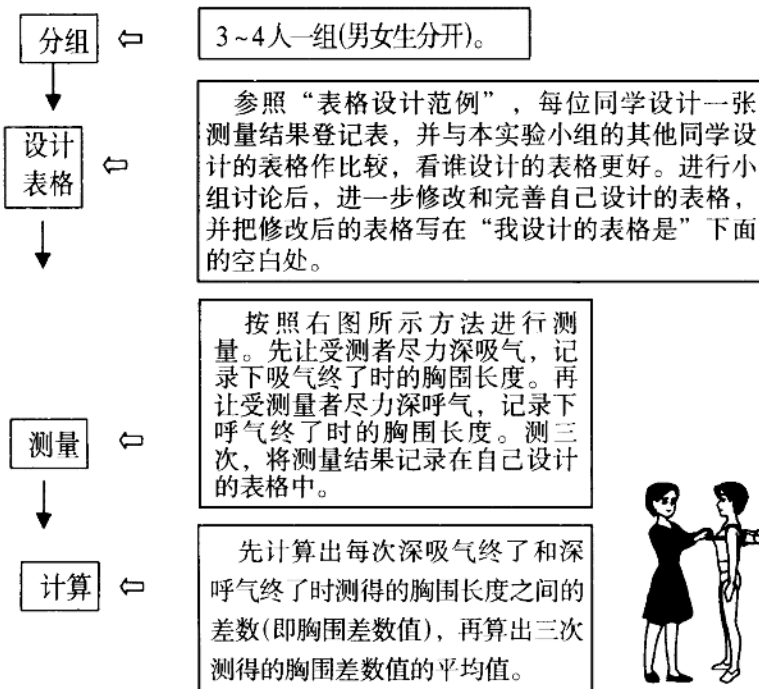 分组
3~4人一组(男女生分开)。
设计
表格
参照“表格设计范例”，每位同学设计一张
测量结果登记表，并与本实验小组的其他同学设
计的表格作比较，看谁设计的表格更好。进行小
组讨论后，进一步修改和完善自己设计的表格，
并把修改后的表格写在“我设计的表格是”下面
的空白处。
测量
按照右图所示方法进行测
量。先让受测者尽力深吸气，记
录下吸气终了时的胸围长度。再
让受测量者尽力深呼气，记录下
呼气终了时的胸围长度。测三
次，将测量结果记录在自己设计
的表格中。
计算
先计算出每次深吸气终了和深
呼气终了时测得的胸围长度之间的
差数(即胸围差数值)，再算出三次
测得的胸围差数值的平均值。